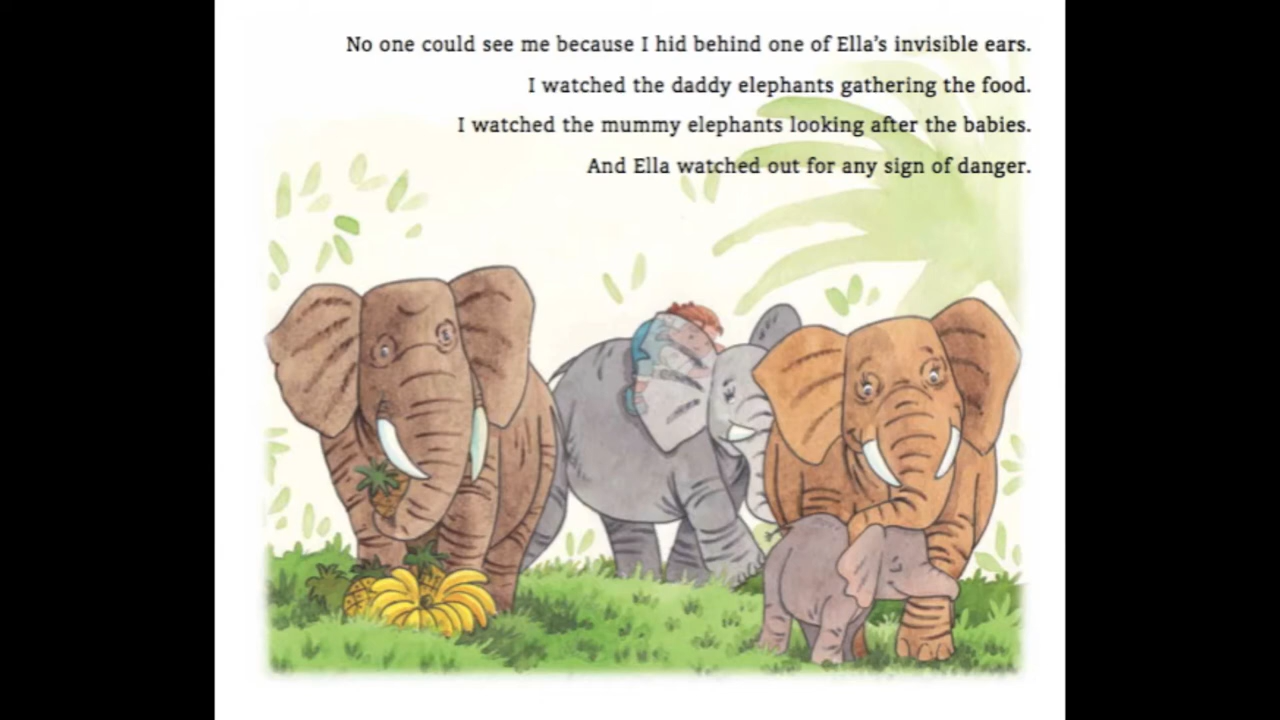 No one could see me because I hid behind one of Ella's invisible ears.
I watched the daddy elephants gathering the food.
I watched the mummy elephants looking after the babies.
And Ella watched out for any sign of danger.